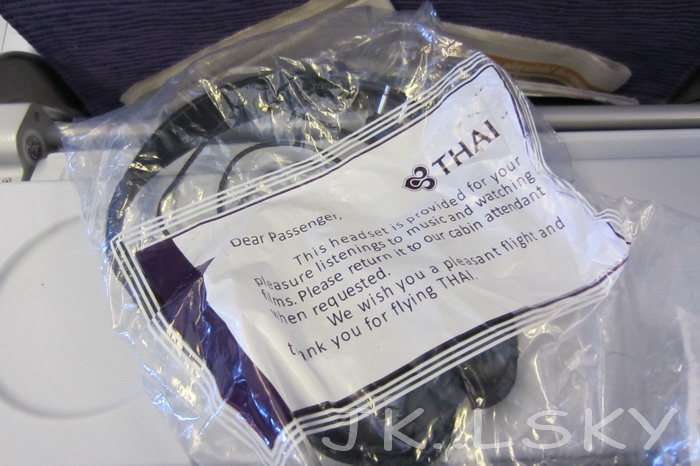 THAI
Dear Passenger,
This headset is provided for your
pleasure listenings to music and watching
films. Please return it to our cabin attendant
when requested.
We wish you a pleasant flight and
thank you for flying THAI.
JK.LSKY